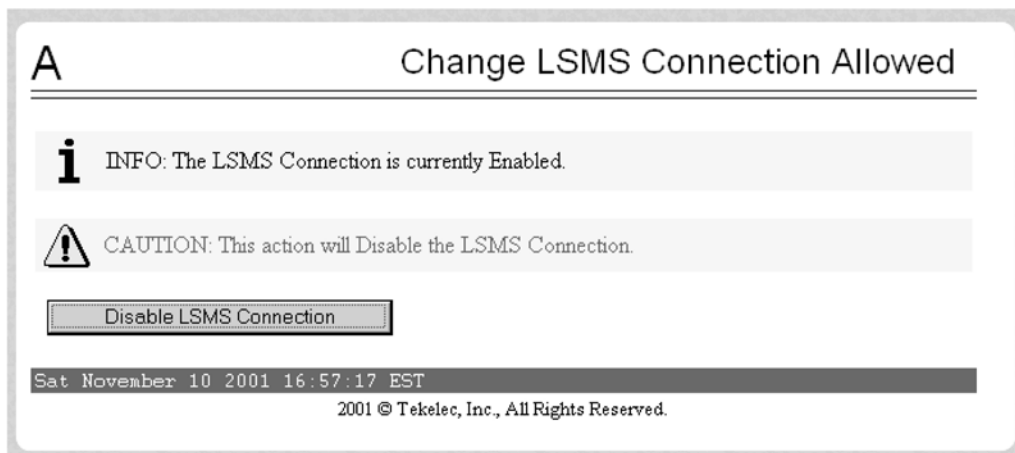 A
Change LSMS Connection Allowed
INFO: The LSMS Connection is currently Enabled.
CAUTION: This action will Disable the LSMS Connection.
Disable LSMS Connection
Sat November 10 2001 16:57:17 EST
2001 © Tekelec, Inc., All Rights Reserved.